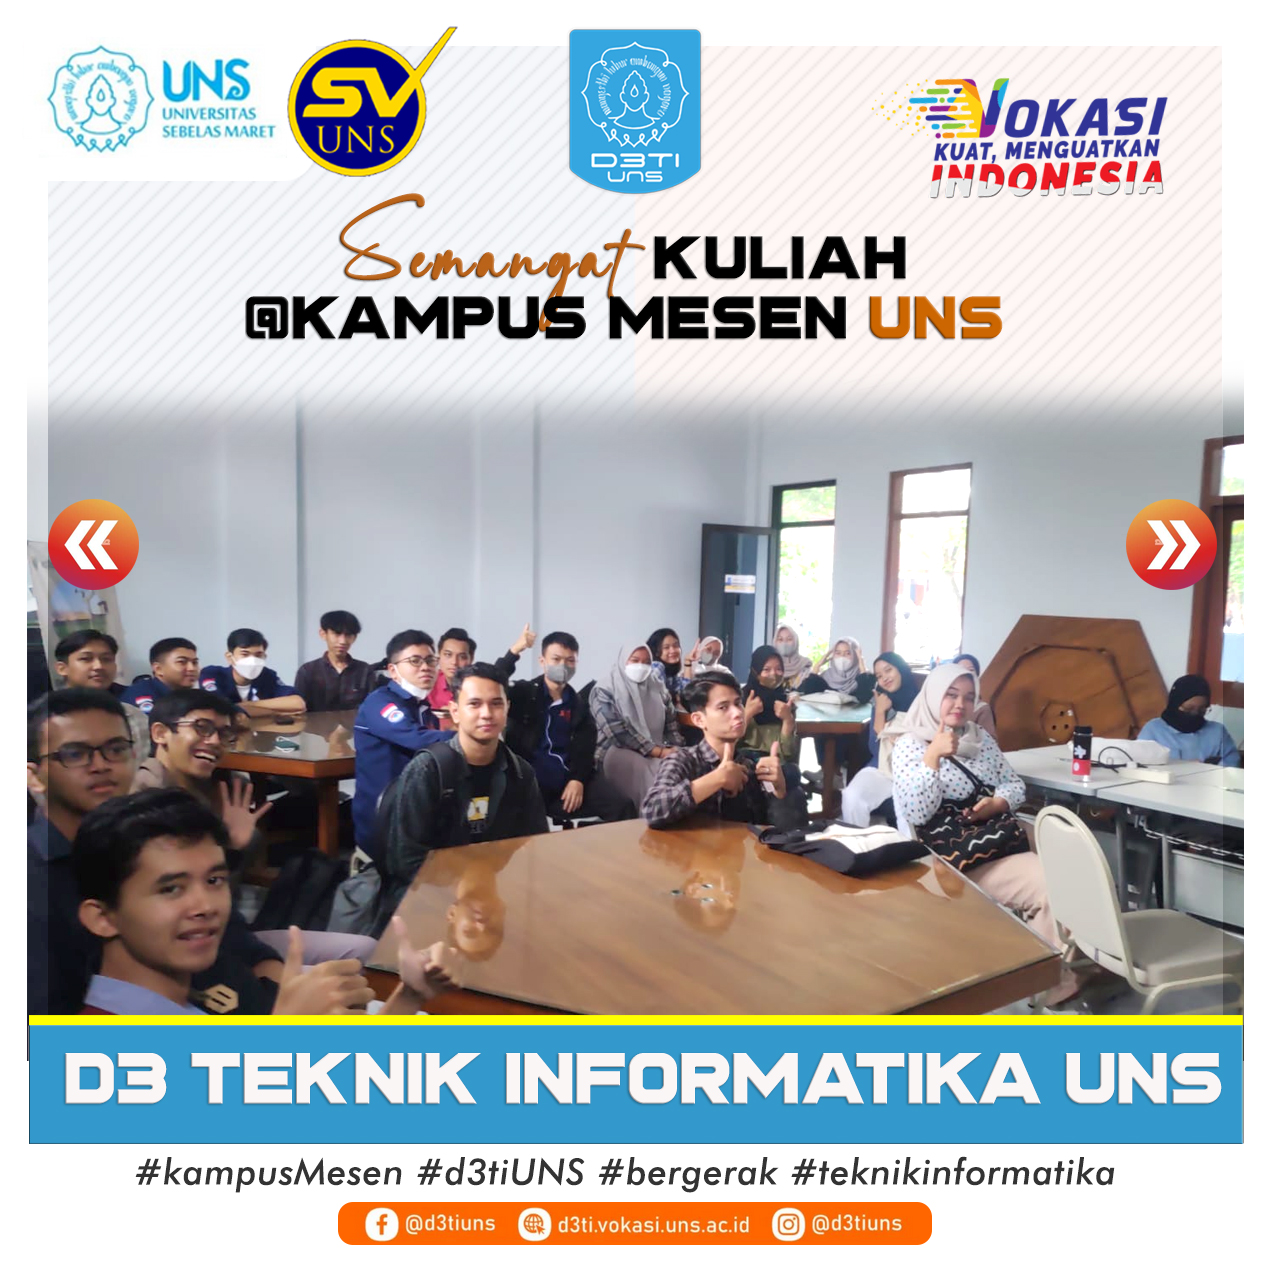 UNS
UNIVERSITAS
SEBELAS MARET
SV
UNS
D3TI
UNS
VOKASI
KUAT, MENGUATKAN
INDONESIA
Semangat KULIAH
@KAMPUS MESEN UNS
D3 TEKNIK INFORMATIKA UNS
#kampusMesen #d3tiUNS #bergerak #teknikinformatika
@d3tiuns d3ti.vokasi.uns.ac.id @d3tiuns